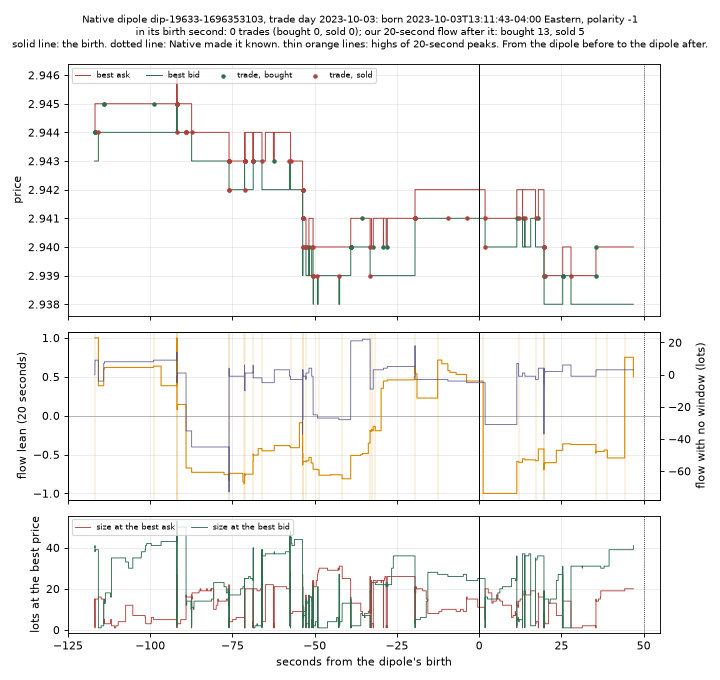 Native dipole dip-19633-1696353103, trade day 2023-10-03: born 2023-10-03T13:11:43-04:00 Eastern, polarity -1
in its birth second: 0 trades (bought 0, sold 0); our 20-second flow after it: bought 13, sold 5
solid line: the birth. dotted line: Native made it known. thin orange lines: highs of 20-second peaks. From the dipole before to the dipole after.
best ask best bid trade, bought trade, sold
2.946
2.945
2.944
2.943
2.942
2.941
2.940
2.939
2.938
price
1.0
0.5
0.0
−0.5
−1.0
flow lean (20 seconds)
20
0
−20
−40
−60
flow with no window (lots)
size at the best ask size at the best bid
40
20
0
lots at the best price
−125 −100 −75 −50 −25 0 25 50
seconds from the dipole's birth